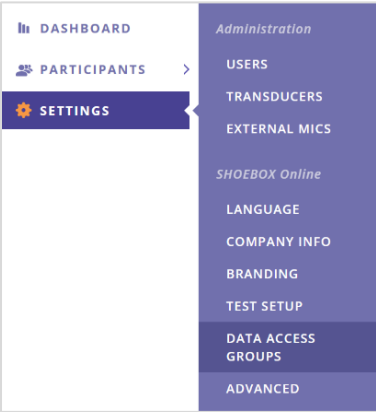 DASHBOARD
PARTICIPANTS
SETTINGS
Administration
USERS
TRANSDUCERS
EXTERNAL MICS
SHOEBOX Online
LANGUAGE
COMPANY INFO
BRANDING
TEST SETUP
DATA ACCESS
GROUPS
ADVANCED